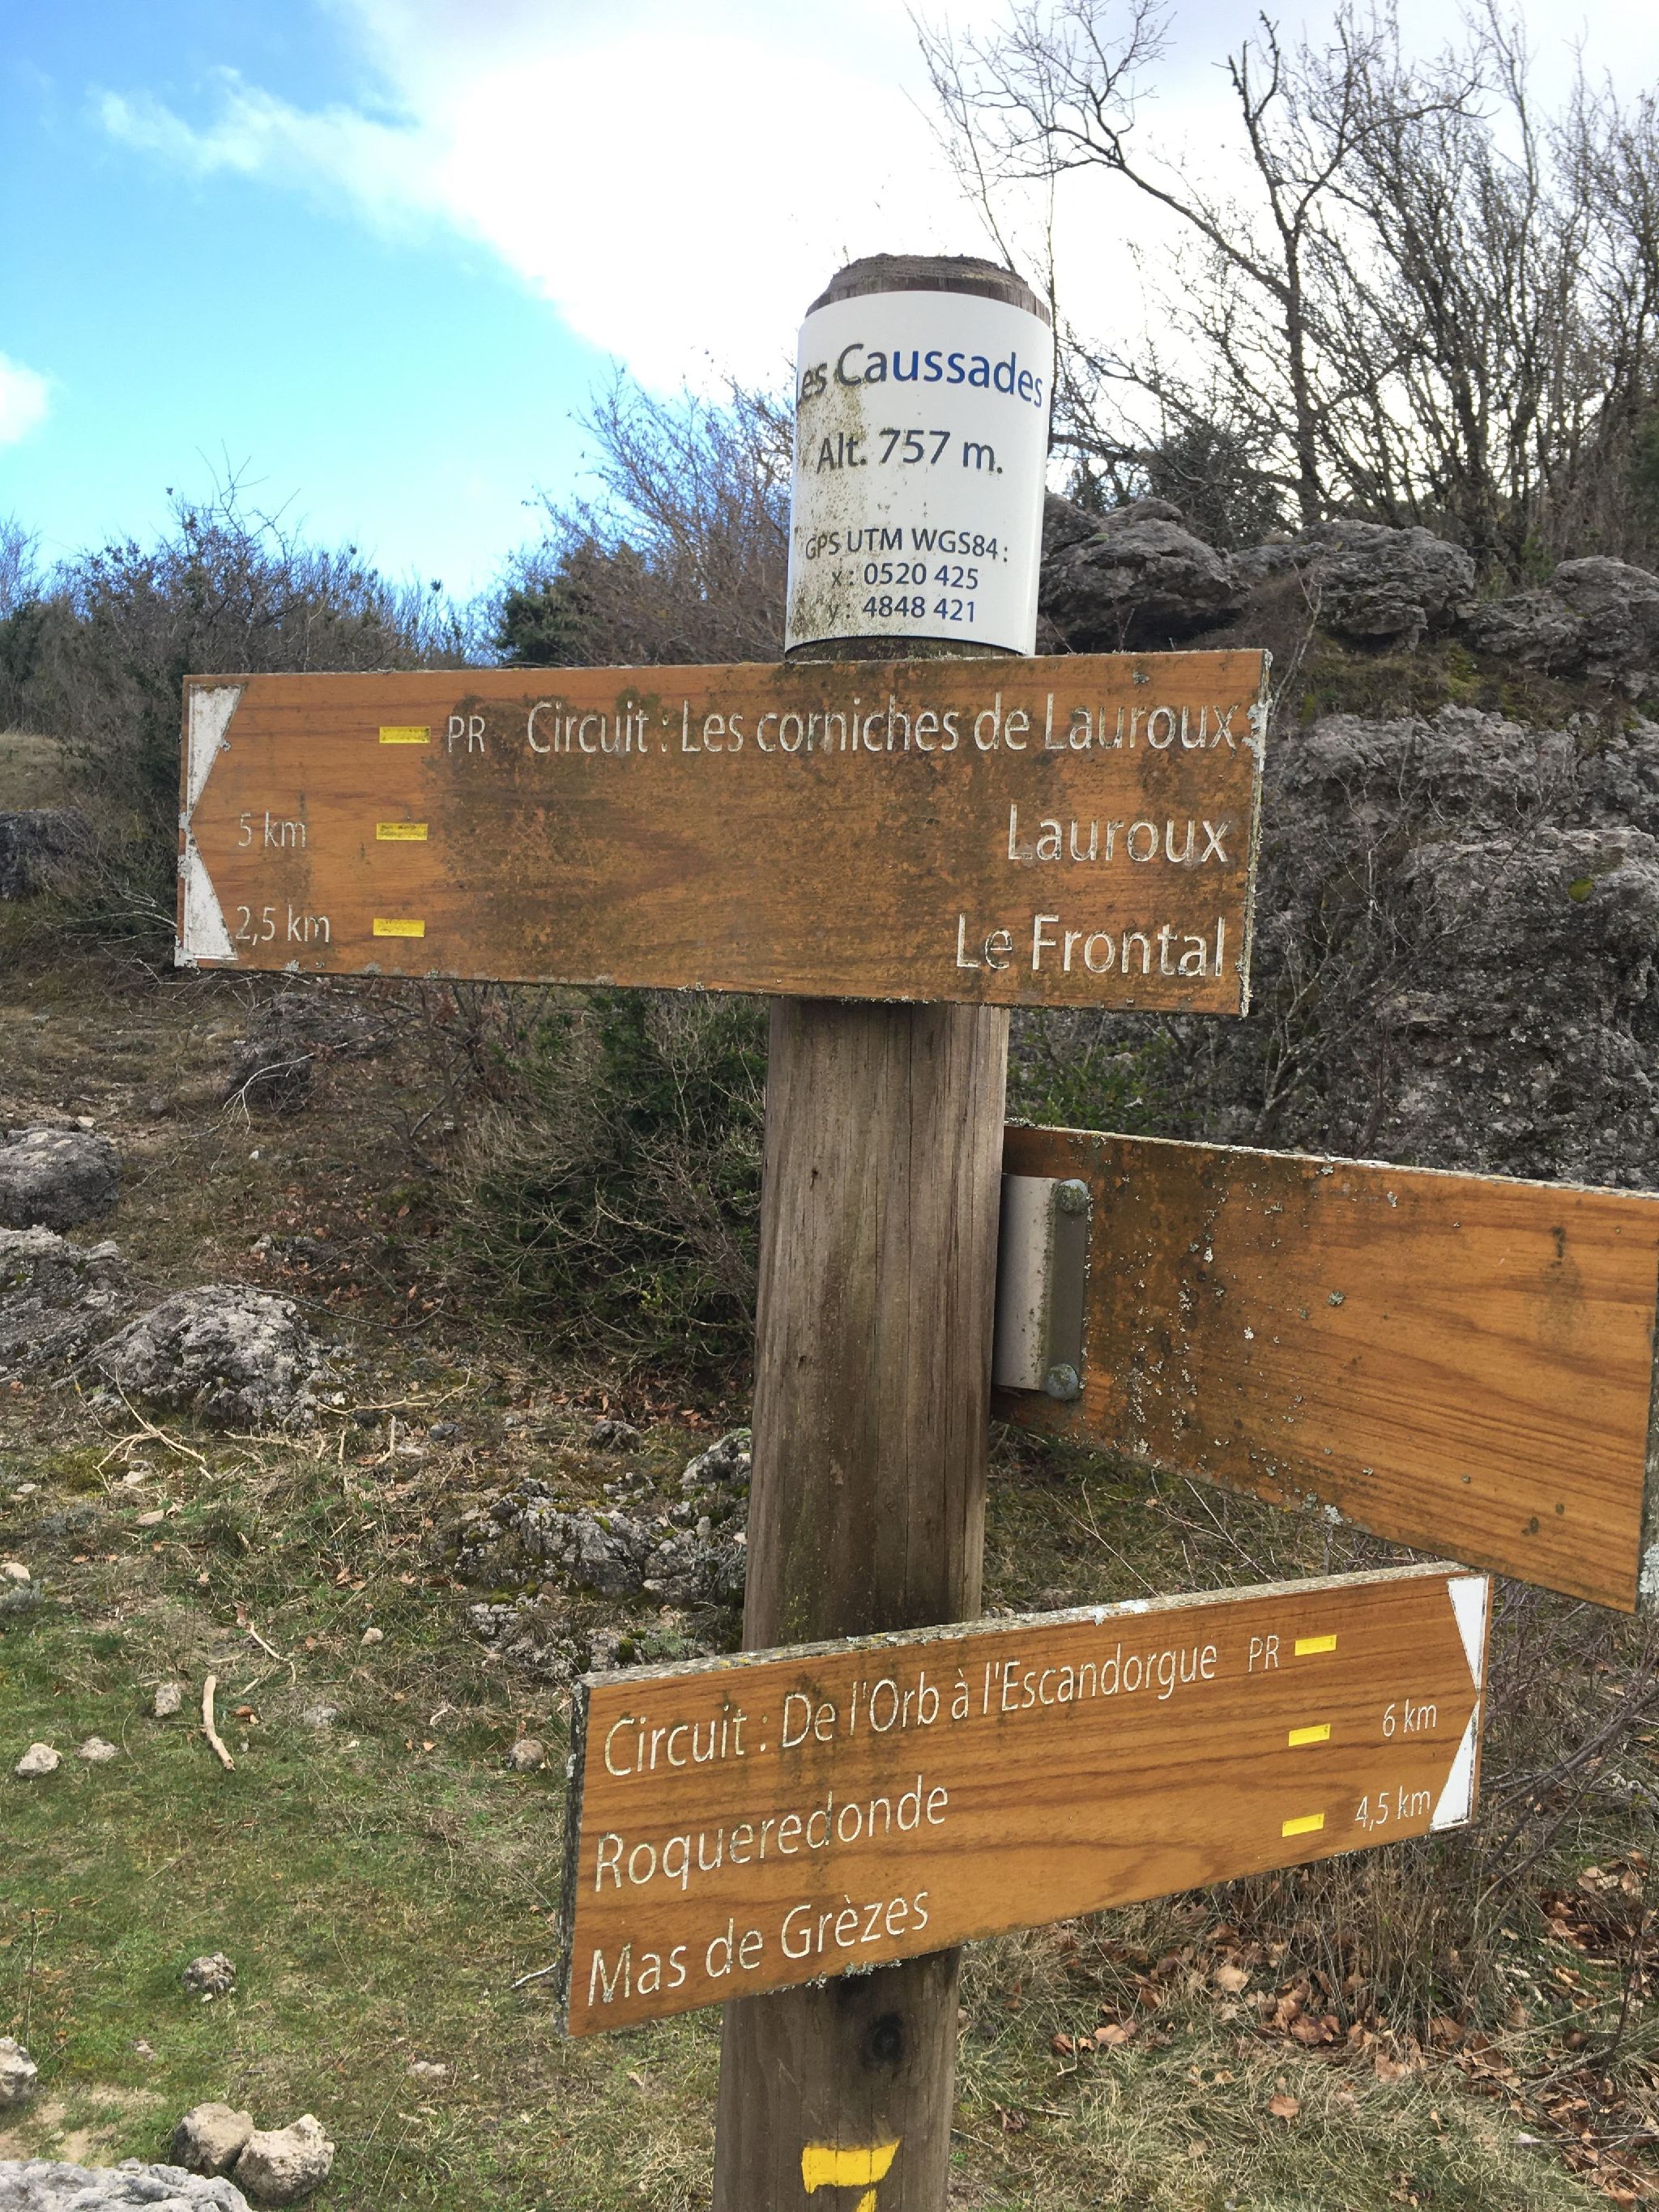 Les Caussades
Alt. 757 m.
GPS UTM WGS84 :
x : 0520 425
y : 4848 421
PR Circuit : Les corniches de Lauroux
5 km Lauroux
2,5 km Le Frontal
Circuit : De l'Orb à l'Escandorgue PR
Roqueredonde 6 km
Mas de Grèzes 4,5 km